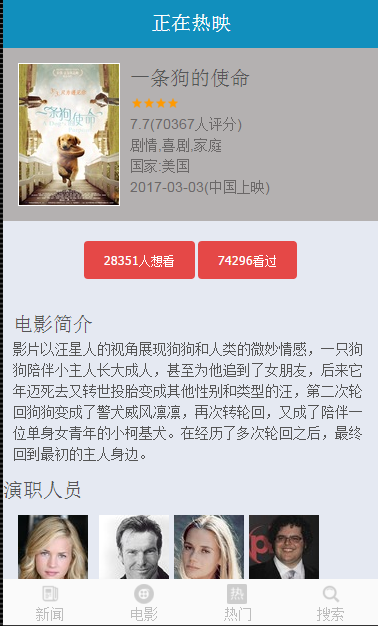 正在热映
一条狗的使命
一条狗使命
★★★★
7.7(70367人评分)
剧情,喜剧,家庭
国家:美国
2017-03-03(中国上映)
28351人想看
74296看过
电影简介
影片以汪星人的视角展现狗狗和人类的微妙情感，一只狗
狗陪伴小主人长大成人，甚至为他追到了女朋友，后来它
年迈死去又转世投胎变成其他性别和类型的汪，第二次轮
回狗狗变成了警犬威风凛凛，再次转轮回，又成了陪伴一
位单身女青年的小柯基犬。在经历了多次轮回之后，最终
回到最初的主人身边。
演职人员
新闻
电影
热
热门
搜索